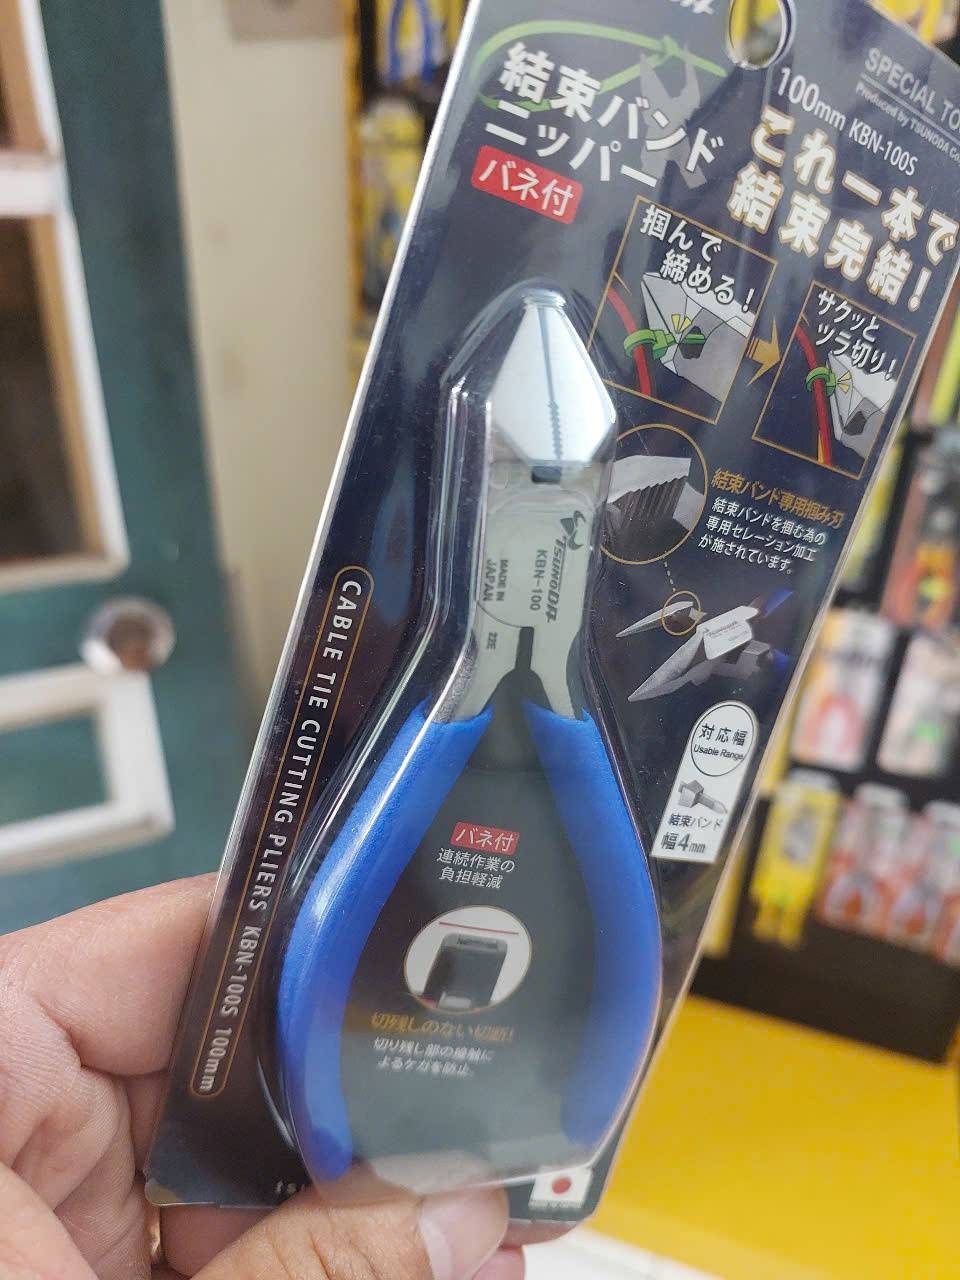 結束バンド
ニッパー
バネ付
SPECIAL
Produced by TSUNODA
100mm KBN-100S
これ一本で
結束完結!
掴んで
締める!
サクッと
ツラ切り!
結束バンド専用掴み刃
結束バンドを掴む為の
専用セレーション加工
が施されています。
TSUNODA
KBN-100
MADE IN
JAPAN
22E
対応幅
Usable Range
結束バンド
幅4mm
CABLE TIE CUTTING PLIERS KBN-100S 100mm
バネ付
連続作業の
負担軽減
切残しのない切断!
切り残し部の接触に
よるケガを防止。